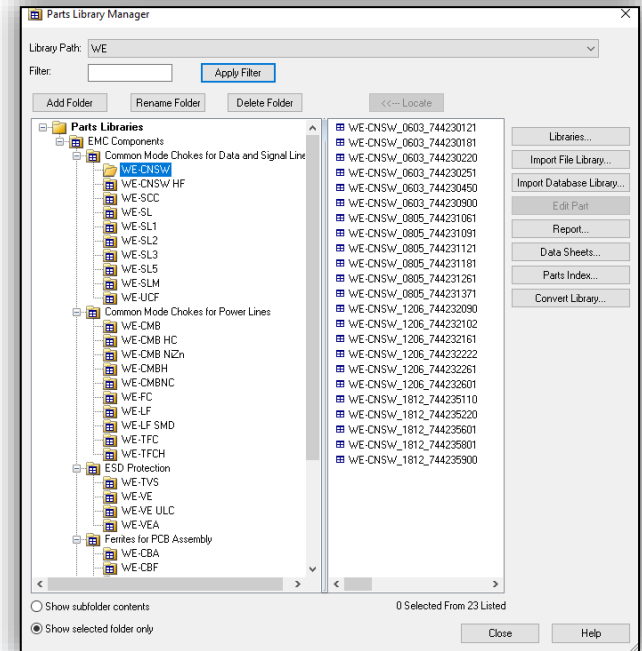 Parts Library Manager
Library Path: WE
Filter:
Apply Filter
Add Folder
Rename Folder
Delete Folder
<<--- Locate
Parts Libraries
EMC Components
Common Mode Chokes for Data and Signal Line
WE-CNSW
WE-CNSW HF
WE-SCC
WE-SL
WE-SL1
WE-SL2
WE-SL3
WE-SL5
WE-SLM
WE-UCF
Common Mode Chokes for Power Lines
WE-CMB
WE-CMB HC
WE-CMB NiZn
WE-CMBH
WE-CMBNC
WE-FC
WE-LF
WE-LF SMD
WE-TFC
WE-TFCH
ESD Protection
WE-TVS
WE-VE
WE-VE ULC
WE-VEA
Ferrites for PCB Assembly
WE-CBA
WE-CBF
WE-CNSW_0603_744230121
WE-CNSW_0603_744230181
WE-CNSW_0603_744230220
WE-CNSW_0603_744230251
WE-CNSW_0603_744230450
WE-CNSW_0603_744230900
WE-CNSW_0805_744231061
WE-CNSW_0805_744231091
WE-CNSW_0805_744231121
WE-CNSW_0805_744231181
WE-CNSW_0805_744231261
WE-CNSW_0805_744231371
WE-CNSW_1206_744232090
WE-CNSW_1206_744232102
WE-CNSW_1206_744232161
WE-CNSW_1206_744232222
WE-CNSW_1206_744232261
WE-CNSW_1206_744232601
WE-CNSW_1812_744235110
WE-CNSW_1812_744235220
WE-CNSW_1812_744235601
WE-CNSW_1812_744235801
WE-CNSW_1812_744235900
Libraries...
Import File Library...
Import Database Library...
Edit Part
Report...
Data Sheets...
Parts Index...
Convert Library...
Show subfolder contents
Show selected folder only
0 Selected From 23 Listed
Close
Help